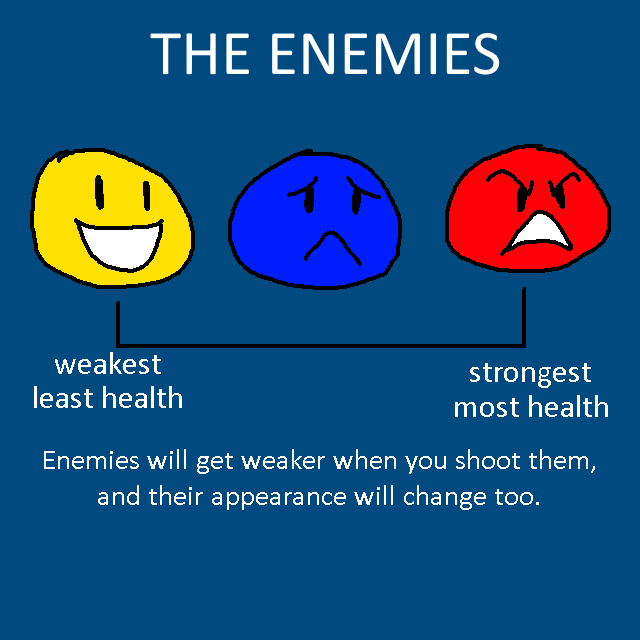 THE ENEMIES
weakest
least health
strongest
most health
Enemies will get weaker when you shoot them,
and their appearance will change too.